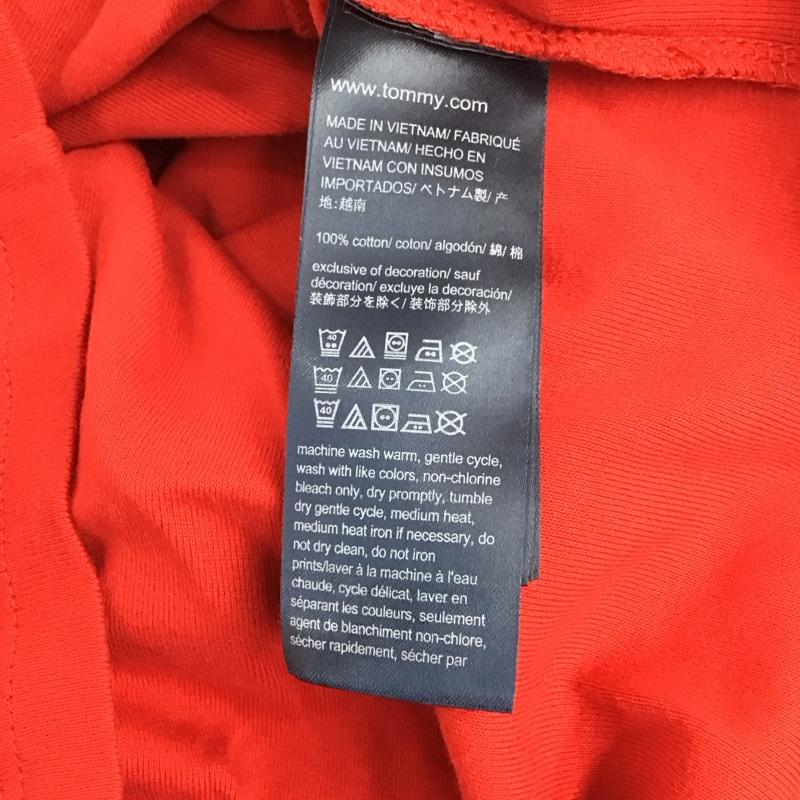 www.tommy.com
MADE IN VIETNAM/ FABRIQUÉ
AU VIETNAM/ HECHO EN
VIETNAM CON INSUMOS
IMPORTADOS/ ベトナム製/ 产
地:越南
100% cotton/ coton/ algodón/ 綿/ 棉
exclusive of decoration/ sauf
décoration/ excluye la decoración/
装飾部分を除く/ 装饰部分除外
40
40
40
machine wash warm, gentle cycle,
wash with like colors, non-chlorine
bleach only, dry promptly, tumble
dry gentle cycle, medium heat,
medium heat iron if necessary, do
not dry clean, do not iron
prints/laver à la machine à l'eau
chaude, cycle délicat, laver en
séparant les couleurs, seulement
agent de blanchiment non-chlore,
sécher rapidement, sécher par